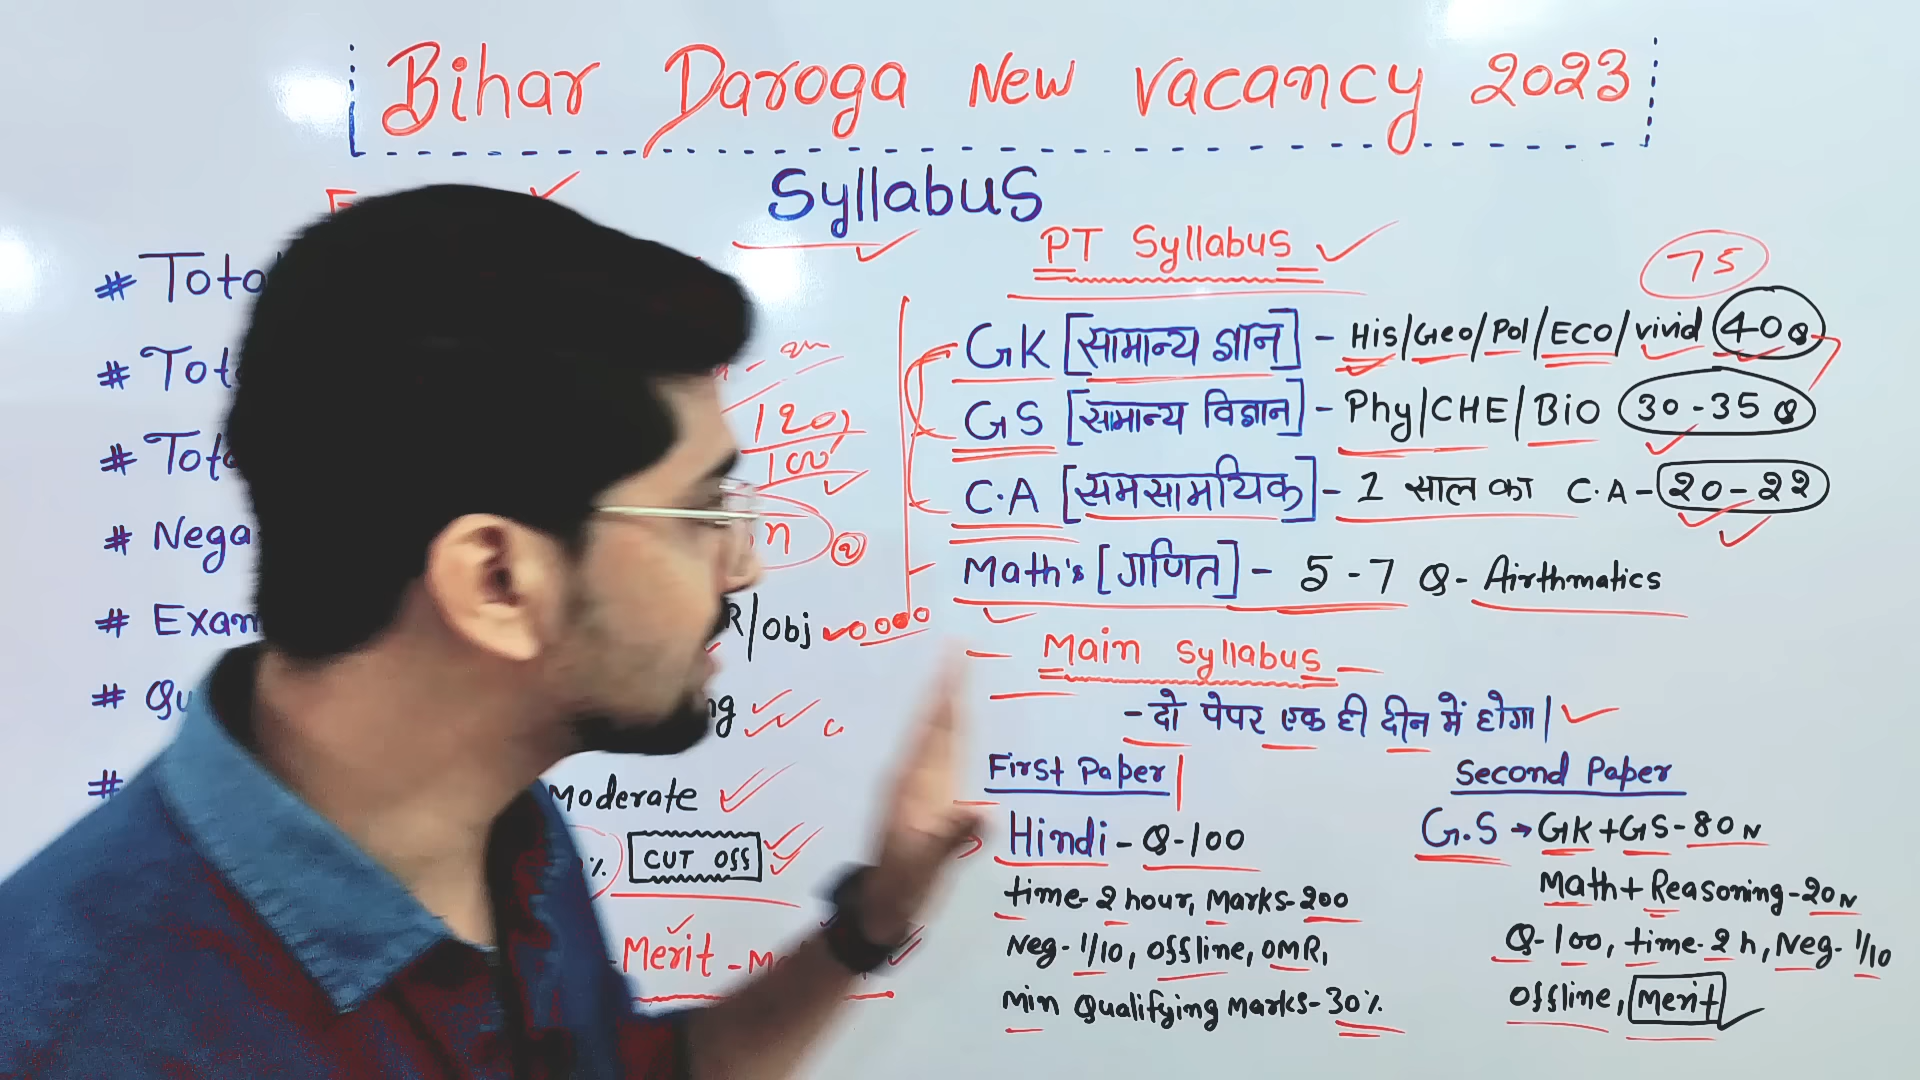 Bihar Daroga New Vacancy 2023
Syllabus
# Tota
# Tot
# Tot
# Nega
# Exam
# Qu
#
120
100
R/obj
Moderate
% CUT OFF
- Merit -
PT Syllabus
75
GK [सामान्य ज्ञान] - His/Geo/Pol/ECO/vivid 40Q
GS [सामान्य विज्ञान] - Phy/CHE/BiO 30-35 Q
C.A [समसामयिक] - 1 साल का C.A - 20-22
Math's [गणित] - 5-7 Q- Airthmatics
Main Syllabus
- दो पेपर एक ही दीन में होगा |
First Paper
Hindi - Q-100
time- 2 hour, Marks-200
Neg- 1/10, offline, OMR,
Min Qualifying marks-30%
Second Paper
G.S → GK+GS-80N
Math+Reasoning-20N
Q-100, time-2h, Neg-1/10
offline, Merit